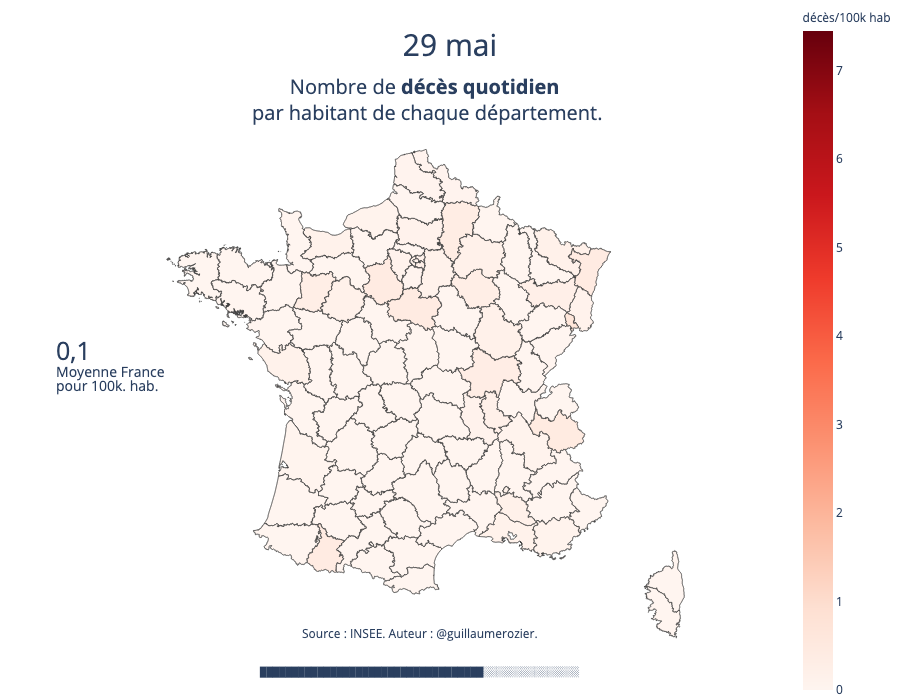 décès/100k hab
29 mai
Nombre de décès quotidien
par habitant de chaque département.
7
6
5
4
3
2
1
0
0,1
Moyenne France
pour 100k. hab.
Source : INSEE. Auteur : @guillaumerozier.